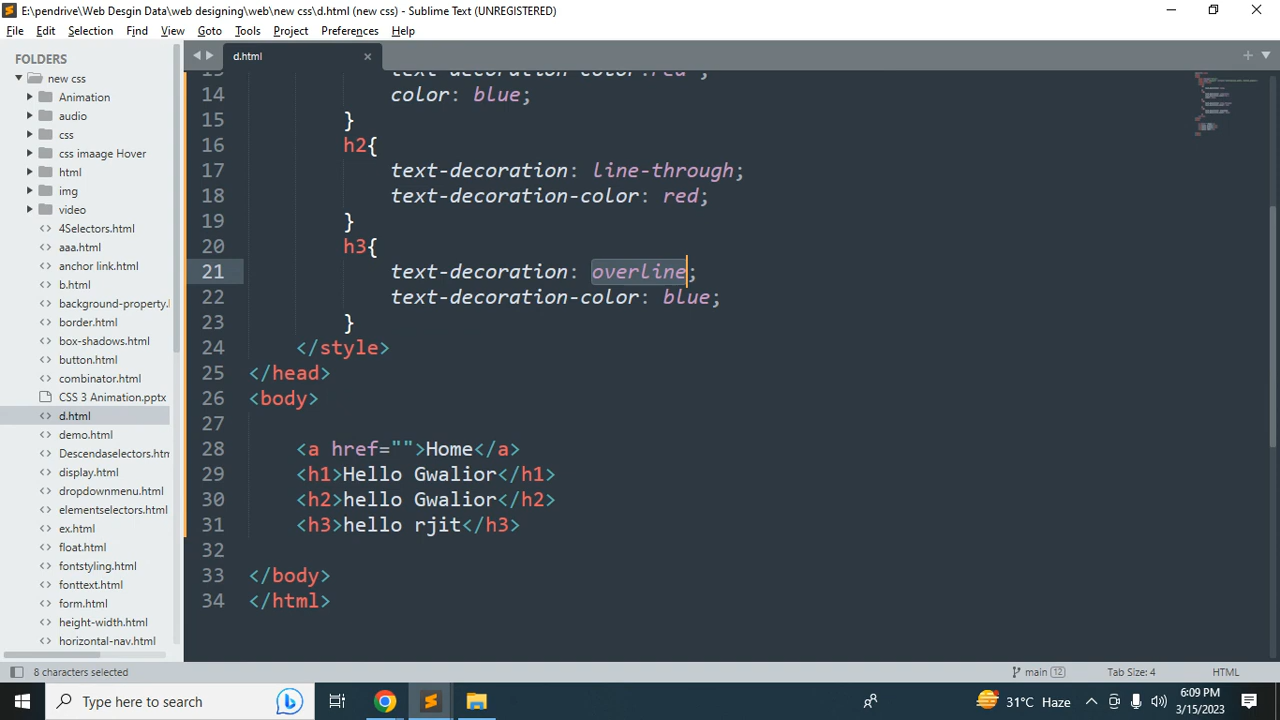 E:\pendrive\Web Desgin Data\web designing\web\new css\d.html (new css) - Sublime Text (UNREGISTERED)
File Edit Selection Find View Goto Tools Project Preferences Help
FOLDERS
new css
Animation
audio
css
css imaage Hover
html
img
video
4Selectors.html
aaa.html
anchor link.html
b.html
background-property.
border.html
box-shadows.html
button.html
combinator.html
CSS 3 Animation.pptx
d.html
demo.html
Descendaselectors.htm
display.html
dropdownmenu.html
elementselectors.html
ex.html
float.html
fontstyling.html
fonttext.html
form.html
height-width.html
horizontal-nav.html
d.html
13 text-decoration-color:red ;
14 color: blue;
15 }
16 h2{
17 text-decoration: line-through;
18 text-decoration-color: red;
19 }
20 h3{
21 text-decoration: overline;
22 text-decoration-color: blue;
23 }
24 </style>
25 </head>
26 <body>
27
28 <a href="">Home</a>
29 <h1>Hello Gwalior</h1>
30 <h2>hello Gwalior</h2>
31 <h3>hello rjit</h3>
32
33 </body>
34 </html>
8 characters selected main 12 Tab Size: 4 HTML
Type here to search 31°C Haze 6:09 PM
3/15/2023